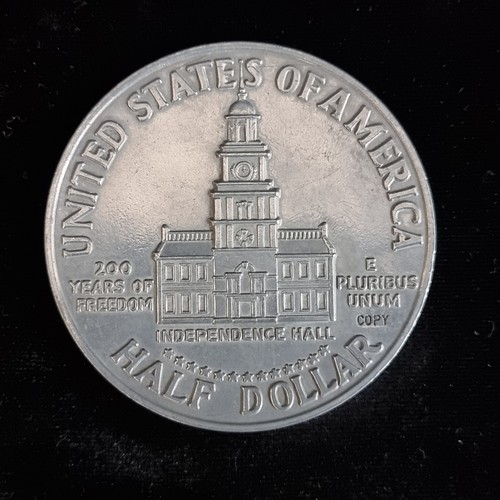 UNITED STATES OF AMERICA
200
YEARS OF
FREEDOM
E
PLURIBUS
UNUM
COPY
INDEPENDENCE HALL
HALF DOLLAR